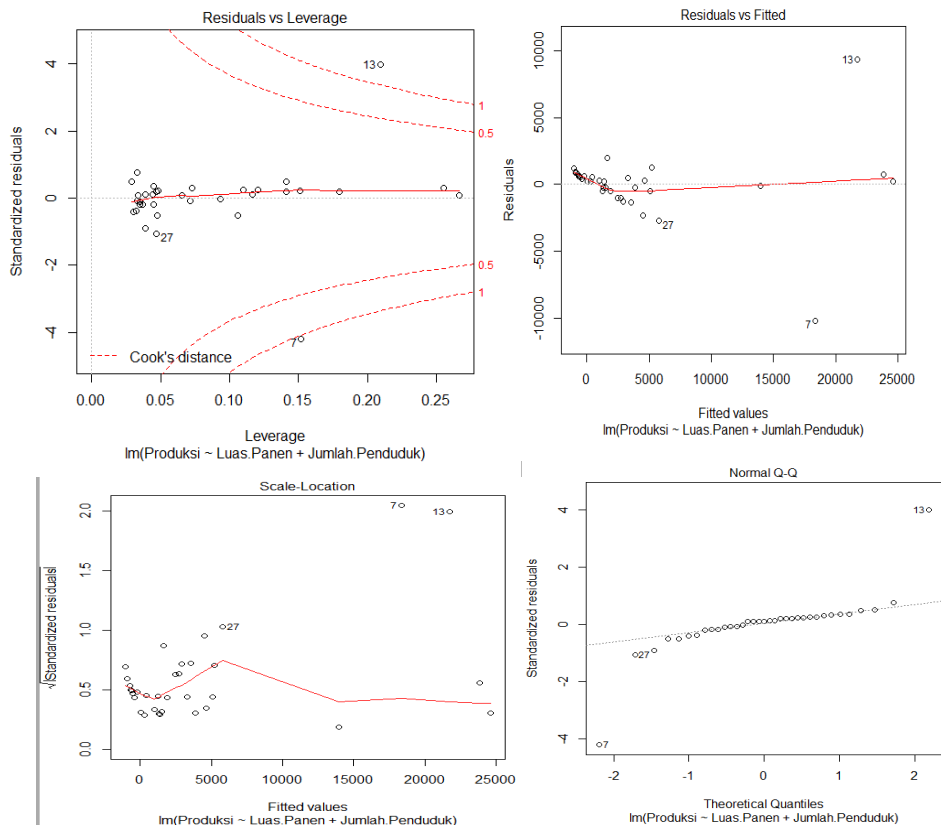 Residuals vs Leverage
Standardized residuals
4
2
0
-2
-4
13
27
7
1
0.5
0.5
1
Cook's distance
0.00 0.05 0.10 0.15 0.20 0.25
Leverage
lm(Produksi ~ Luas.Panen + Jumlah.Penduduk)
Residuals vs Fitted
Residuals
10000
5000
0
-5000
-10000
13
27
7
0 5000 10000 15000 20000 25000
Fitted values
lm(Produksi ~ Luas.Panen + Jumlah.Penduduk)
Scale-Location
√|Standardized residuals|
2.0
1.5
1.0
0.5
0.0
7
13
27
0 5000 10000 15000 20000 25000
Fitted values
lm(Produksi ~ Luas.Panen + Jumlah.Penduduk)
Normal Q-Q
Standardized residuals
4
2
0
-2
-4
13
27
7
-2 -1 0 1 2
Theoretical Quantiles
lm(Produksi ~ Luas.Panen + Jumlah.Penduduk)